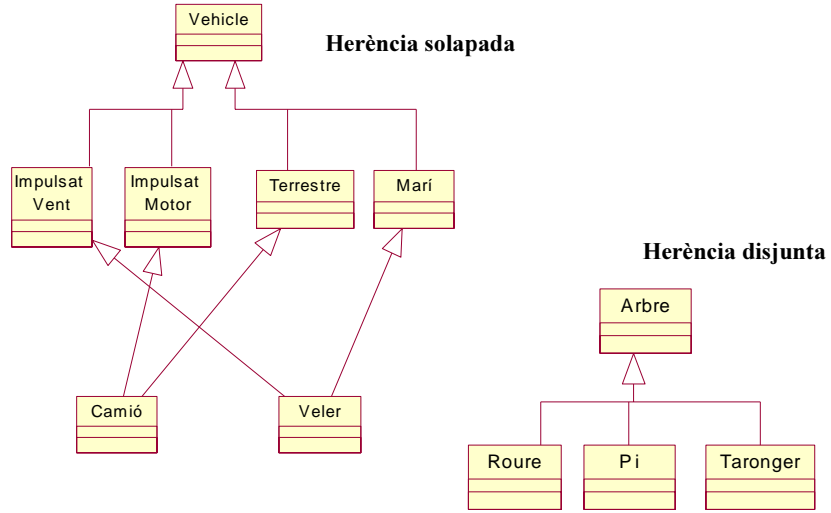 Vehicle
Herència solapada
Impulsat
Vent
Impulsat
Motor
Terrestre
Marí
Herència disjunta
Arbre
Camió
Veler
Roure
Pi
Taronger